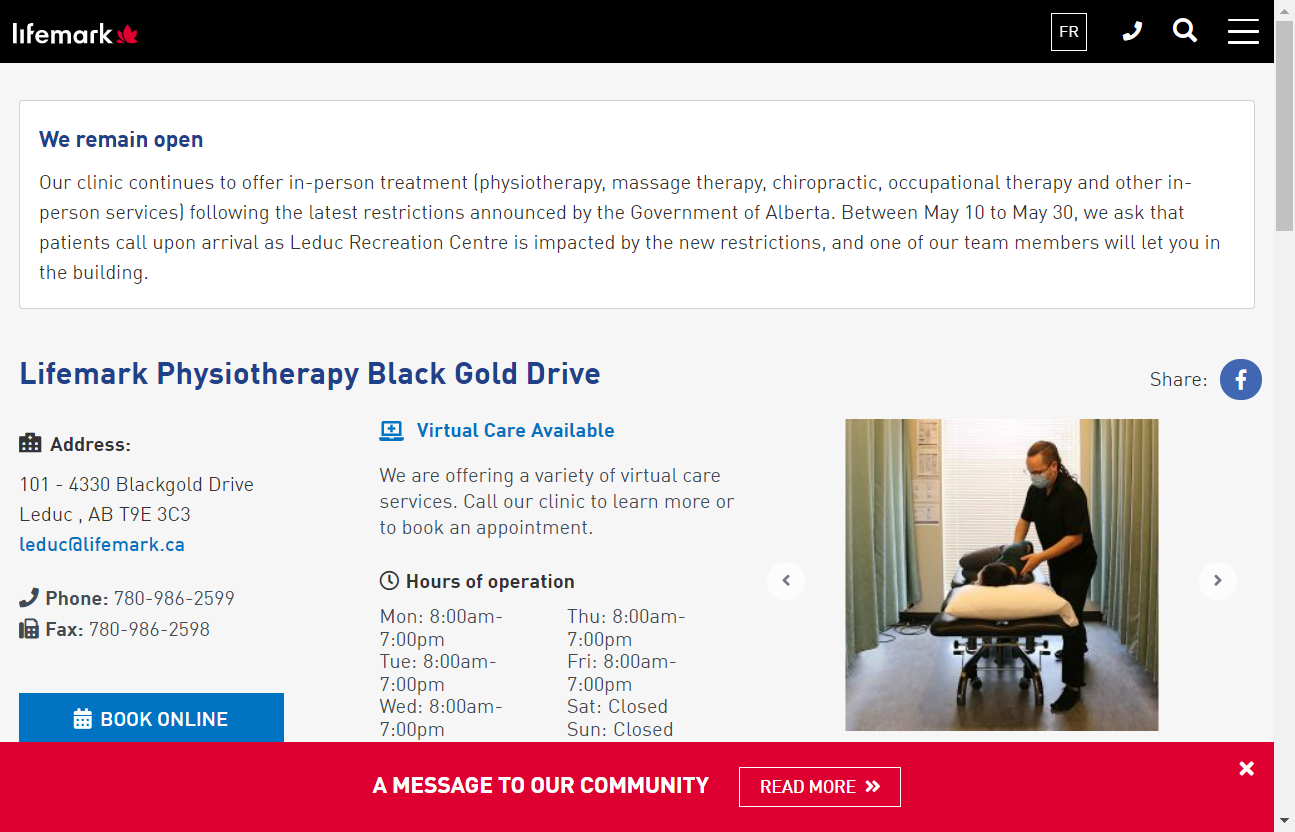 lifemark
FR
We remain open
Our clinic continues to offer in-person treatment (physiotherapy, massage therapy, chiropractic, occupational therapy and other in-
person services) following the latest restrictions announced by the Government of Alberta. Between May 10 to May 30, we ask that
patients call upon arrival as Leduc Recreation Centre is impacted by the new restrictions, and one of our team members will let you in
the building.
Lifemark Physiotherapy Black Gold Drive
Share:
Address:
101 - 4330 Blackgold Drive
Leduc , AB T9E 3C3
leduc@lifemark.ca
Phone: 780-986-2599
Fax: 780-986-2598
BOOK ONLINE
Virtual Care Available
We are offering a variety of virtual care
services. Call our clinic to learn more or
to book an appointment.
Hours of operation
Mon: 8:00am-
7:00pm
Tue: 8:00am-
7:00pm
Wed: 8:00am-
7:00pm
Thu: 8:00am-
7:00pm
Fri: 8:00am-
7:00pm
Sat: Closed
Sun: Closed
A MESSAGE TO OUR COMMUNITY
READ MORE